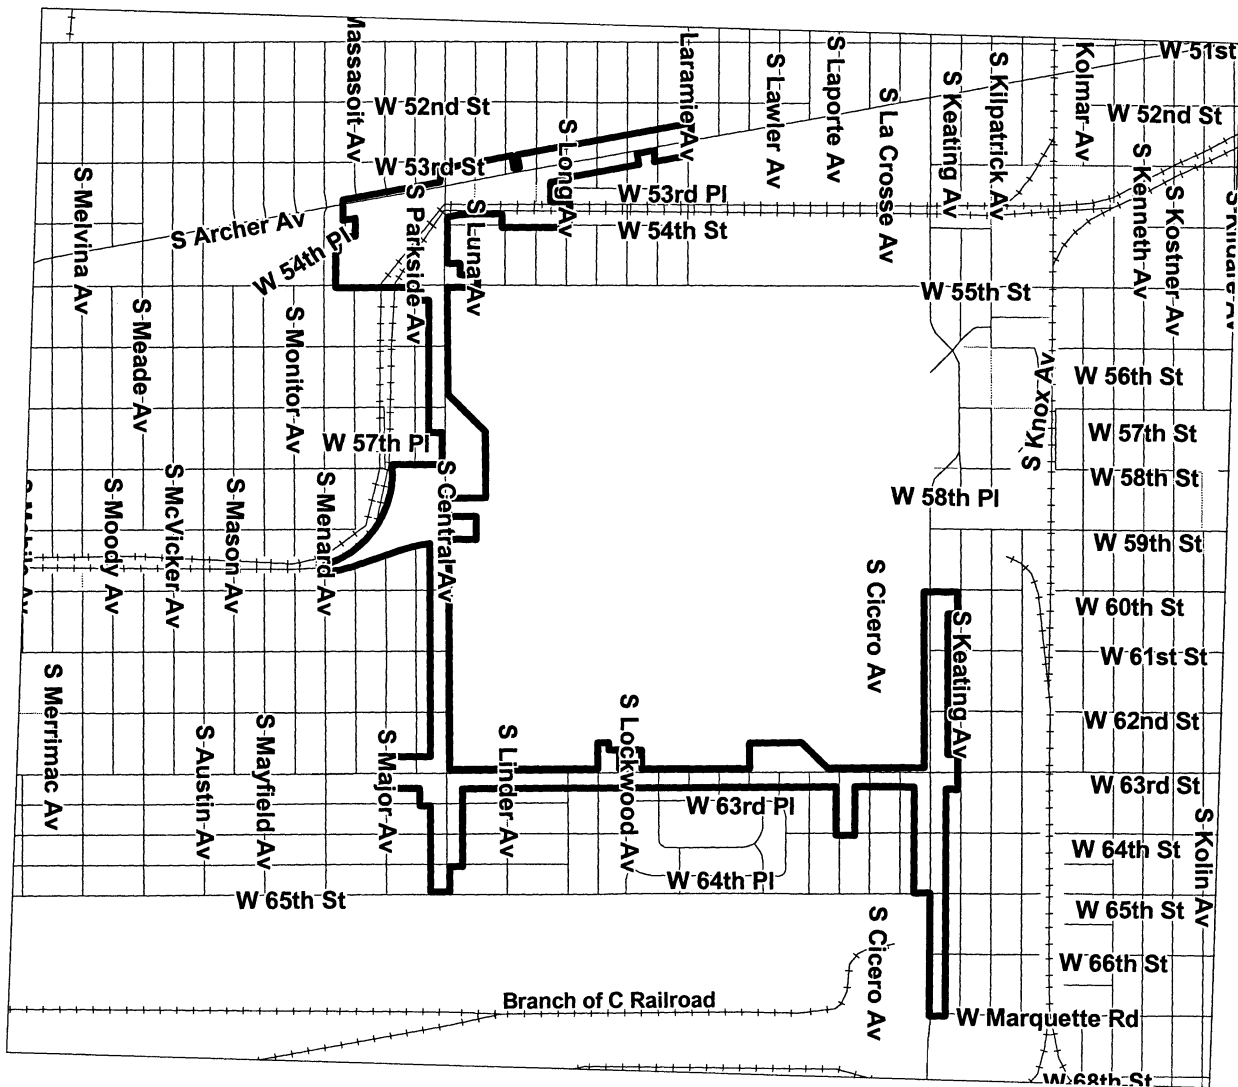 W 51st
Massasoit Av
Laramie Av
S Lawler Av
S Laporte Av
S La Crosse Av
S Keating Av
S Kilpatrick Av
Kolmar Av
W 52nd St
W 52nd St
S Long Av
W 53rd St
S Kenneth Av
S Kostner Av
S Melvina Av
W 53rd Pl
S Parkside Av
S Luna Av
S Archer Av
W 54th St
W 54th Pl
W 55th St
S Meade Av
S Monitor Av
S Knox Av
W 56th St
W 57th St
W 57th Pl
W 58th St
S Central Av
S Moody Av
S McVicker Av
S Mason Av
S Menard Av
W 58th Pl
W 59th St
S Cicero Av
W 60th St
S Keating Av
W 61st St
S Merrimac Av
S Lockwood Av
W 62nd St
S Austin Av
S Mayfield Av
S Major Av
S Linder Av
W 63rd St
W 63rd Pl
S Kolin Av
W 64th St
W 64th Pl
W 65th St
S Cicero Av
W 65th St
W 66th St
Branch of C Railroad
W Marquette Rd
W 68th St